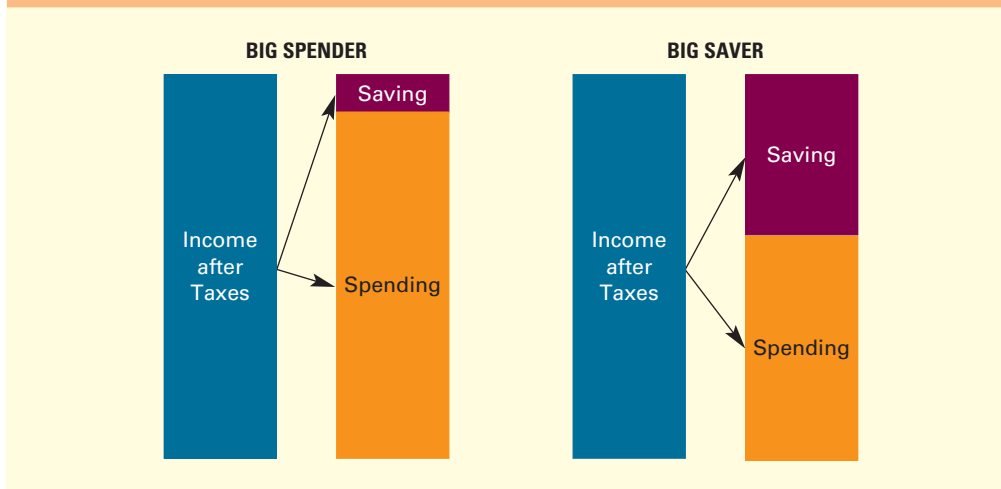 BIG SPENDER
Income
after
Taxes
Saving
Spending
BIG SAVER
Income
after
Taxes
Saving
Spending